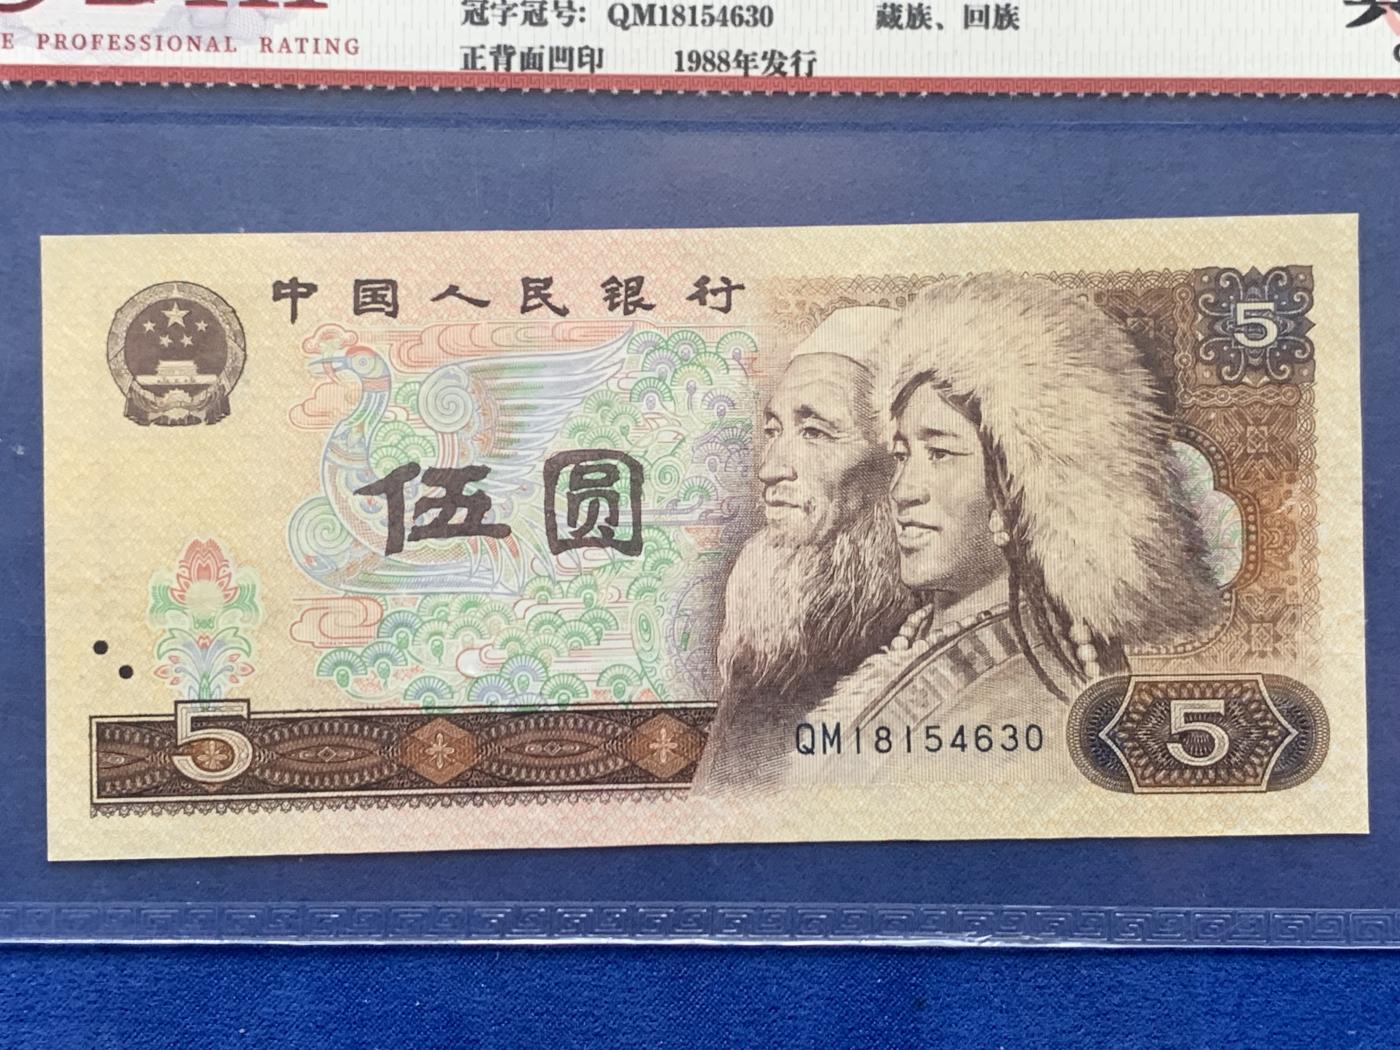 冠字冠号：QM18154630 藏族、回族
E PROFESSIONAL RATING
正背面凹印 1988年发行
中国人民银行
5
伍圆
5
QM18154630
5